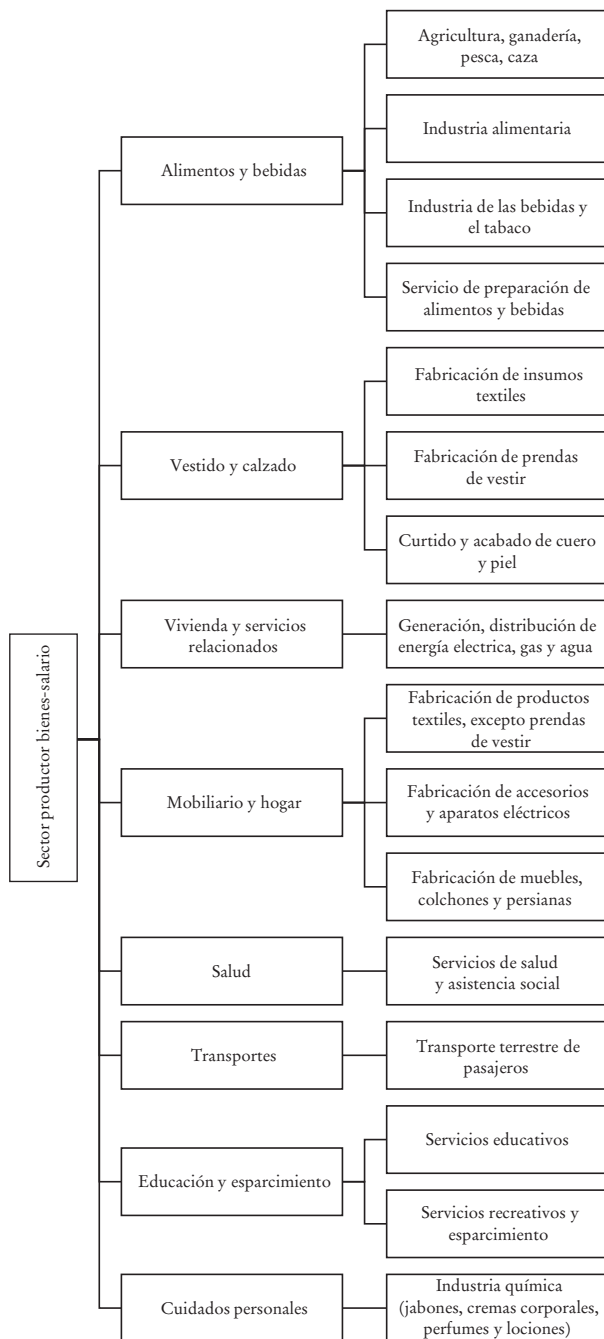 Sector productor bienes-salario
Alimentos y bebidas
Agricultura, ganadería,
pesca, caza
Industria alimentaria
Industria de las bebidas y
el tabaco
Servicio de preparación de
alimentos y bebidas
Vestido y calzado
Fabricación de insumos
textiles
Fabricación de prendas
de vestir
Curtido y acabado de cuero
y piel
Vivienda y servicios
relacionados
Generación, distribución de
energía electrica, gas y agua
Mobiliario y hogar
Fabricación de productos
textiles, excepto prendas
de vestir
Fabricación de accesorios
y aparatos eléctricos
Fabricación de muebles,
colchones y persianas
Salud
Servicios de salud
y asistencia social
Transportes
Transporte terrestre de
pasajeros
Educación y esparcimiento
Servicios educativos
Servicios recreativos y
esparcimiento
Cuidados personales
Industria química
(jabones, cremas corporales,
perfumes y lociones)